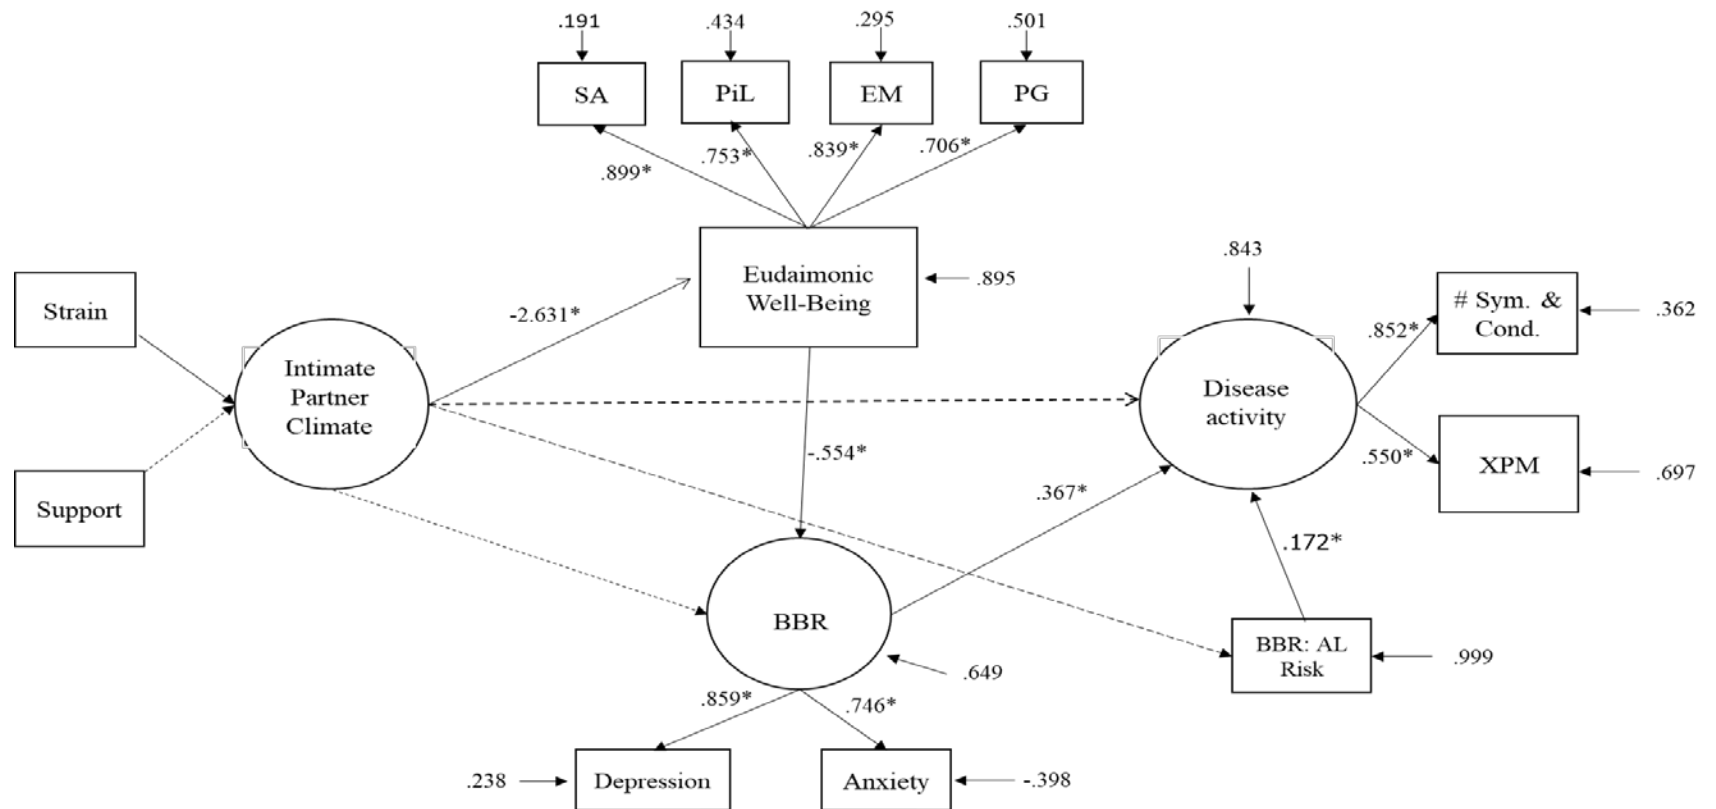 .191
.434
.295
.501
SA
PiL
EM
PG
.899*
.753*
.839*
.706*
Eudaimonic
Well-Being
.895
.843
Strain
-2.631*
# Sym. &
Cond.
.362
.852*
Intimate
Partner
Climate
Disease
activity
Support
-.554*
.550*
XPM
.697
.367*
.172*
BBR
BBR: AL
Risk
.999
.649
.859*
.746*
.238
Depression
Anxiety
-.398